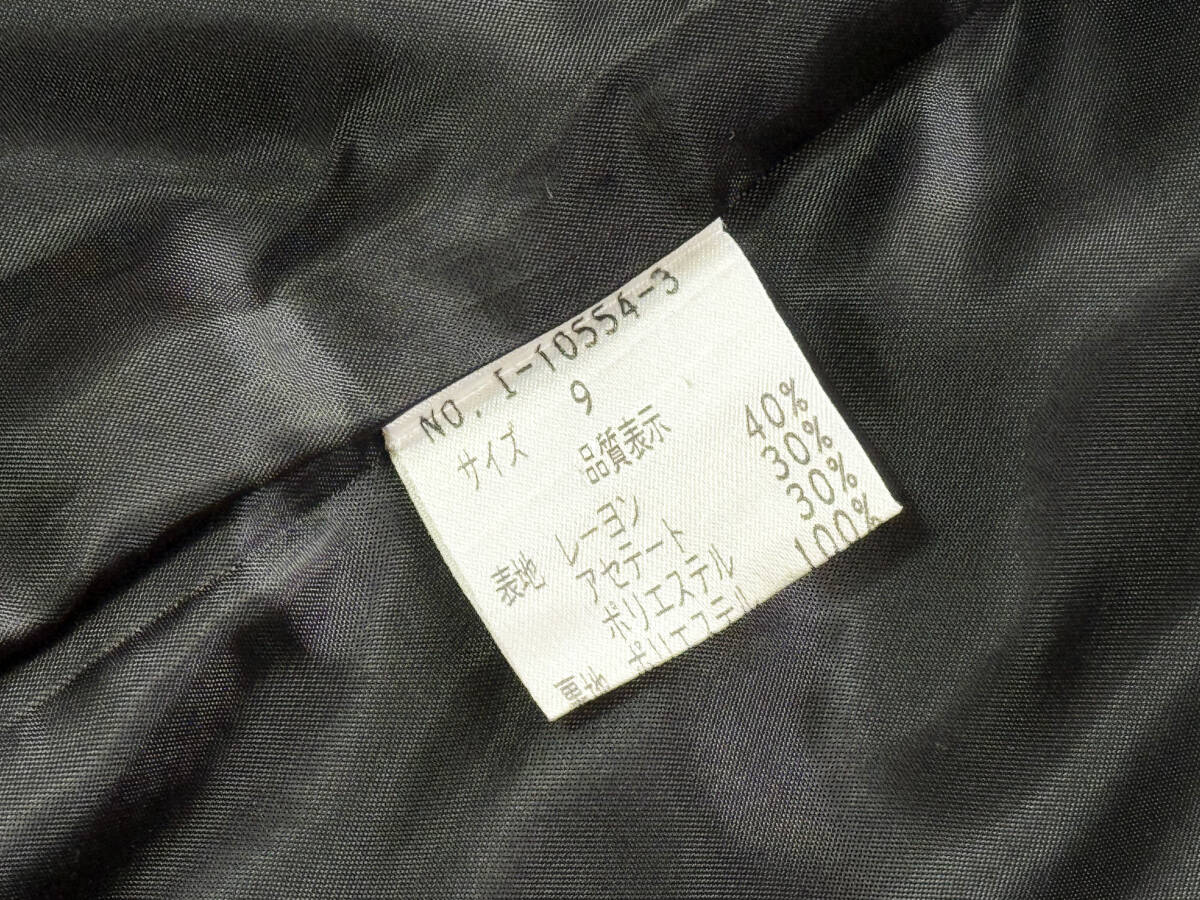 NO. I-10554-3
サイズ 9
品質表示
表地 レーヨン 40%
アセテート 30%
ポリエステル 30%
裏地 ポリエステル 100%